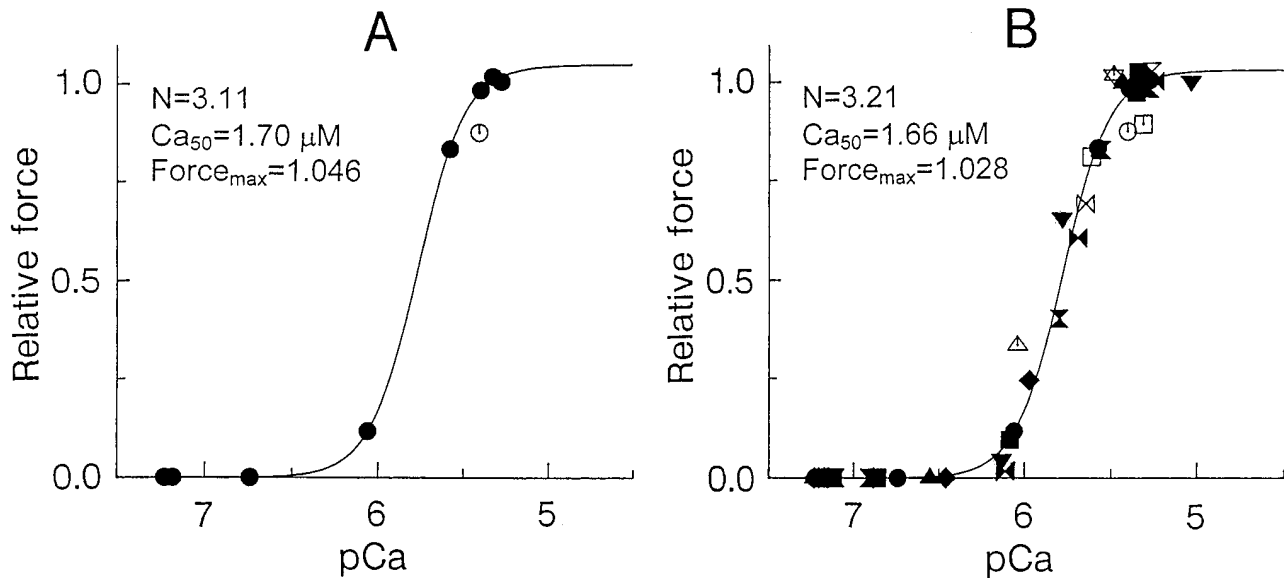 A
Relative force
1.0
0.5
0.0
N=3.11
Ca50=1.70 μM
Forcemax=1.046
7 6 5
pCa
B
Relative force
1.0
0.5
0.0
N=3.21
Ca50=1.66 μM
Forcemax=1.028
7 6 5
pCa